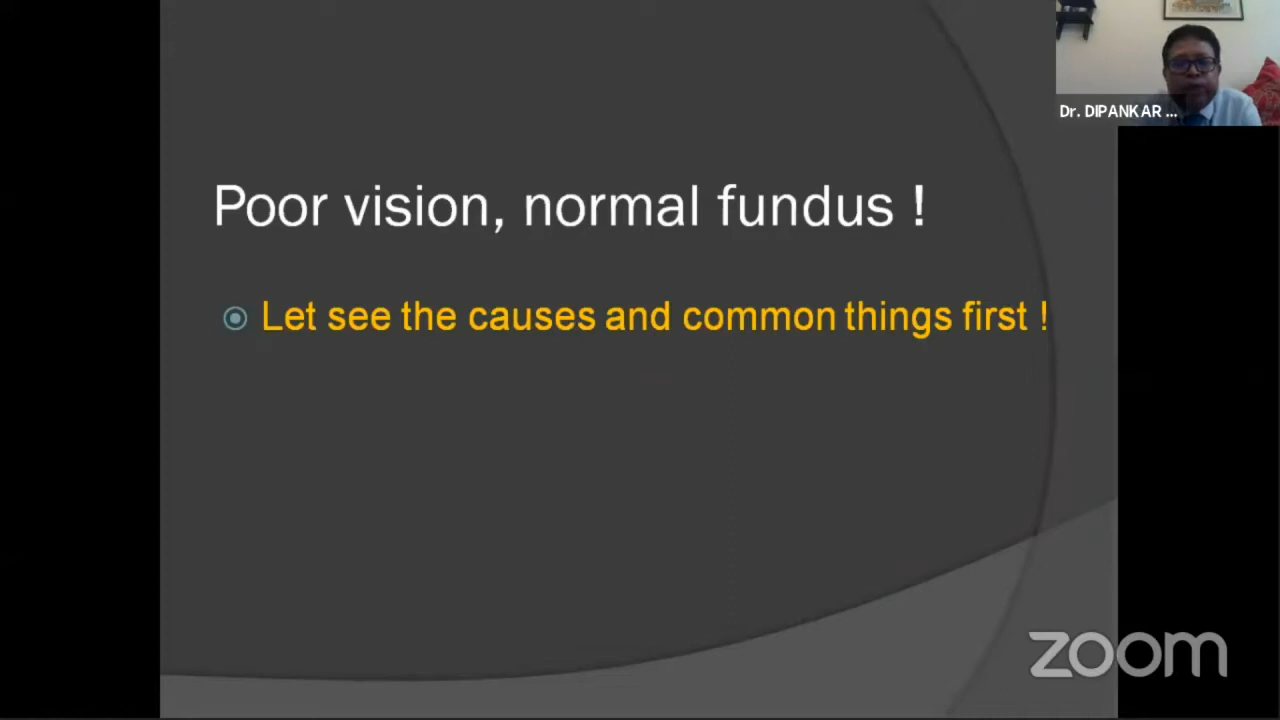 Dr. DIPANKAR ...
Poor vision, normal fundus !
Let see the causes and common things first !
zoom